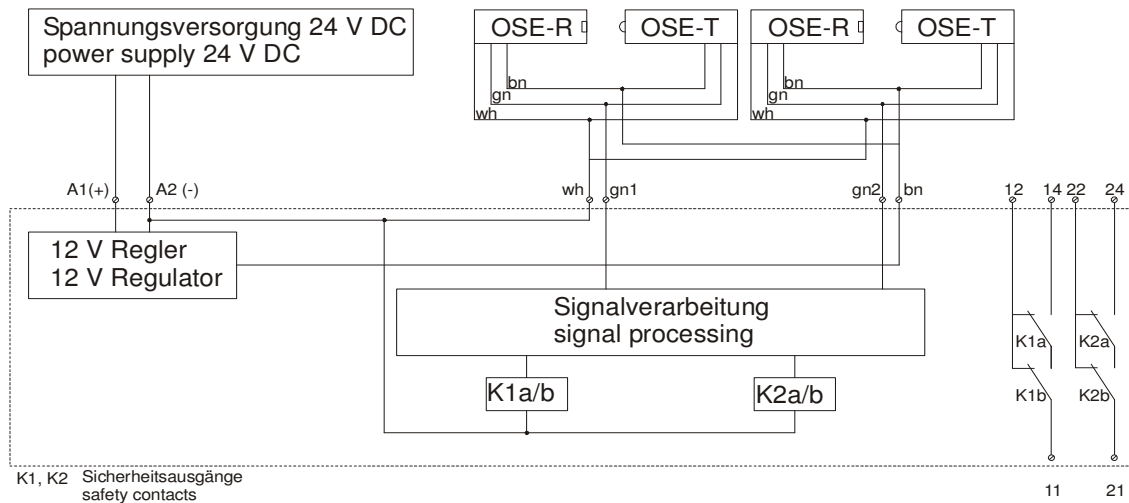 Spannungsversorgung 24 V DC
power supply 24 V DC
OSE-R
OSE-T
OSE-R
OSE-T
bn
gn
wh
bn
gn
wh
A1(+)
A2 (-)
wh
gn1
gn2
bn
12
14
22
24
12 V Regler
12 V Regulator
Signalverarbeitung
signal processing
K1a
K2a
K1a/b
K2a/b
K1b
K2b
K1, K2 Sicherheitsausgänge
safety contacts
11
21